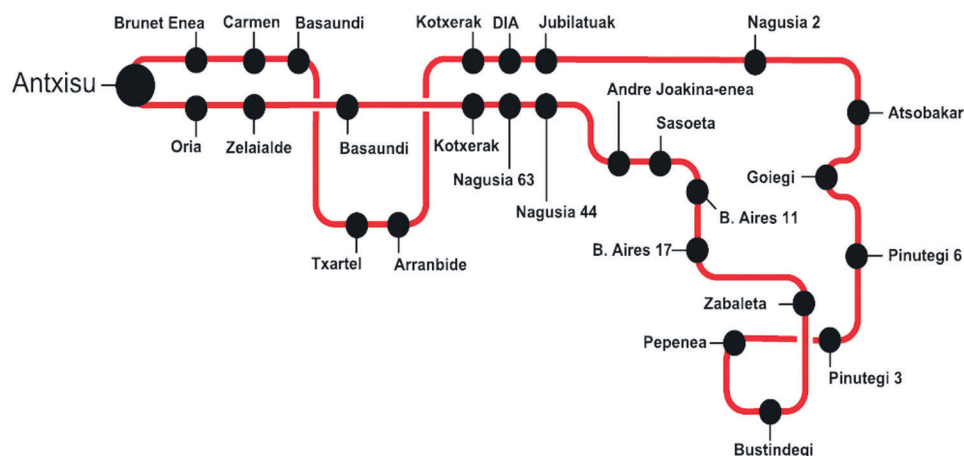 Brunet Enea
Carmen
Basaundi
Kotxerak
DIA
Jubilatuak
Nagusia 2
Antxisu
Andre Joakina-enea
Sasoeta
Atsobakar
Oria
Zelaialde
Basaundi
Kotxerak
Nagusia 63
Nagusia 44
Goiegi
B. Aires 11
B. Aires 17
Pinutegi 6
Txartel
Arranbide
Zabaleta
Pepenea
Pinutegi 3
Bustindegi